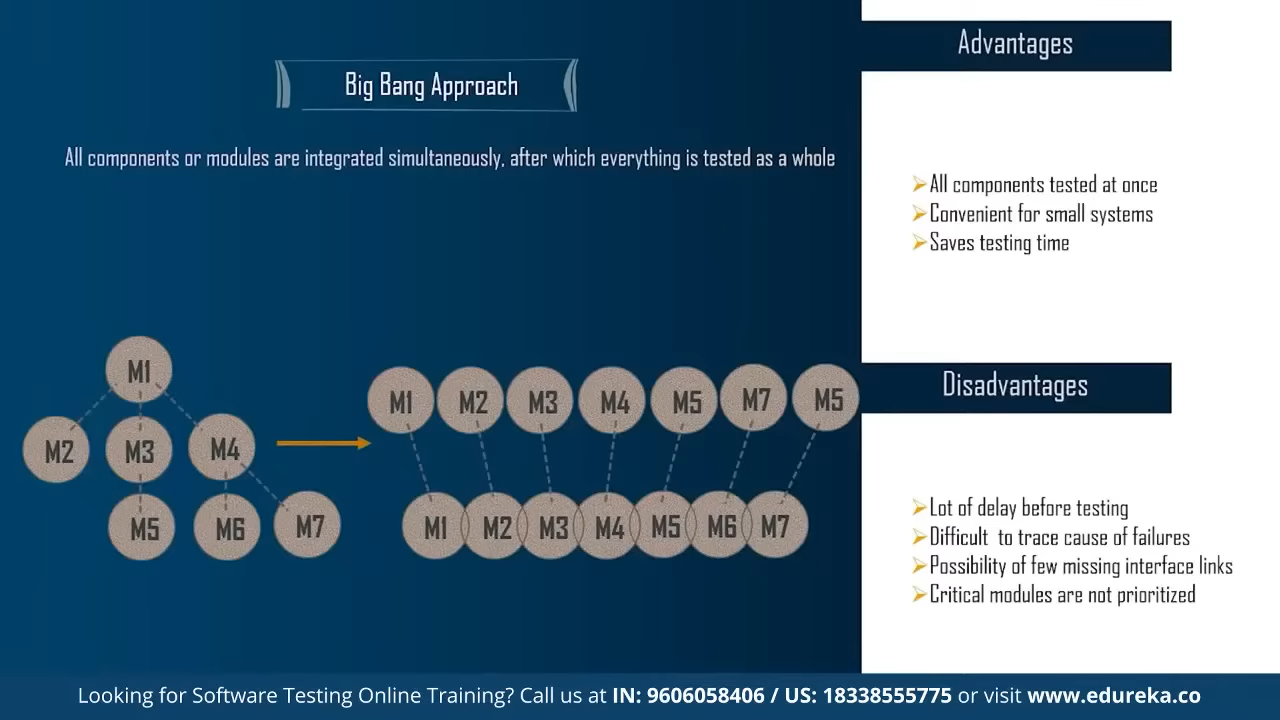 Big Bang Approach
All components or modules are integrated simultaneously, after which everything is tested as a whole
M1
M2 M3 M4
M5 M6 M7
M1 M2 M3 M4 M5 M7 M5
M1 M2 M3 M4 M5 M6 M7
Advantages
All components tested at once
Convenient for small systems
Saves testing time
Disadvantages
Lot of delay before testing
Difficult to trace cause of failures
Possibility of few missing interface links
Critical modules are not prioritized
Looking for Software Testing Online Training? Call us at IN: 9606058406 / US: 18338555775 or visit www.edureka.co